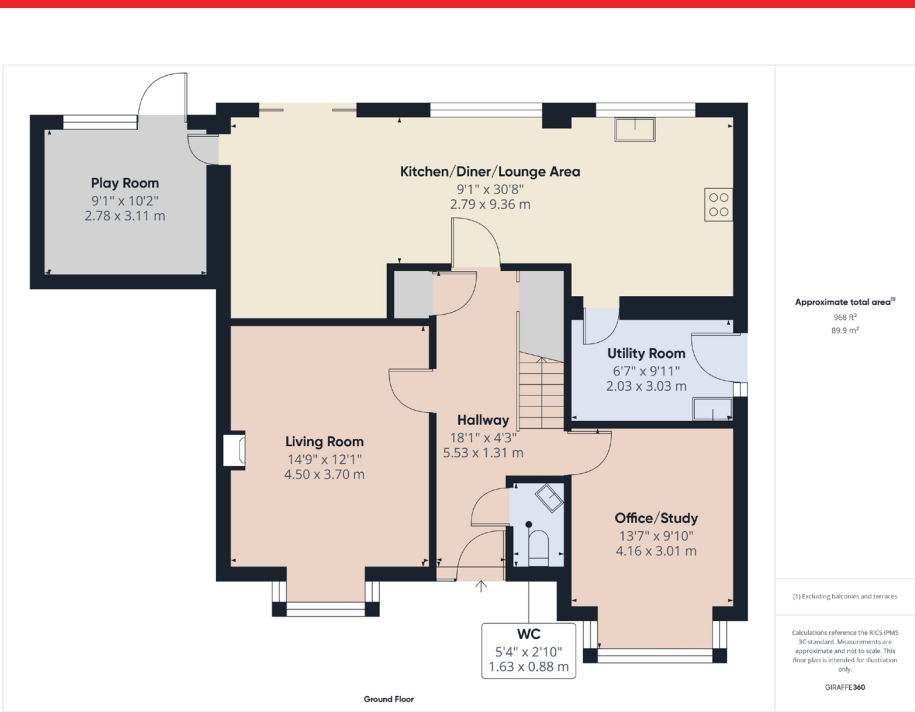 Kitchen/Diner/Lounge Area
9'1" x 30'8"
2.79 x 9.36 m
Play Room
9'1" x 10'2"
2.78 x 3.11 m
Utility Room
6'7" x 9'11"
2.03 x 3.03 m
Hallway
18'1" x 4'3"
5.53 x 1.31 m
Living Room
14'9" x 12'1"
4.50 x 3.70 m
Office/Study
13'7" x 9'10"
4.16 x 3.01 m
WC
5'4" x 2'10"
1.63 x 0.88 m
Ground Floor
Approximate total area(1)
968 ft²
89.9 m²
(1) Excluding balconies and terraces
Calculations reference the RICS IPMS
3C standard. Measurements are
approximate and not to scale. This
floor plan is intended for illustration
only.
GIRAFFE360